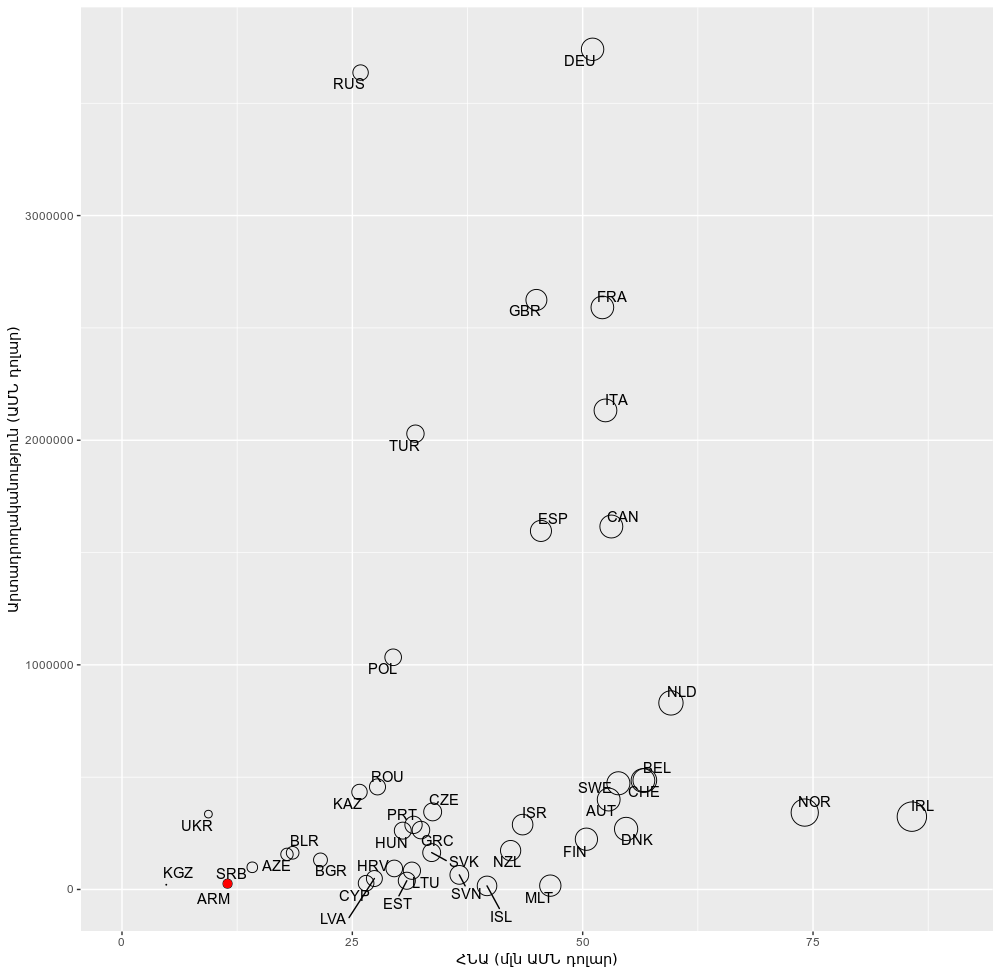 DEU
RUS
3000000
FRA
GBR
ITA
2000000
TUR
ESP
CAN
Արտադրողականություն (ԱՄՆ դոլար)
1000000
POL
NLD
ROU
BEL
SWE
CHE
KAZ
CZE
NOR
IRL
PRT
ISR
AUT
UKR
BLR
HUN
GRC
DNK
FIN
AZE
HRV
SVK
NZL
KGZ
SRB
BGR
LTU
0
ARM
CYP
EST
SVN
MLT
LVA
ISL
0
25
50
75
ՀՆԱ (մլն ԱՄՆ դոլար)